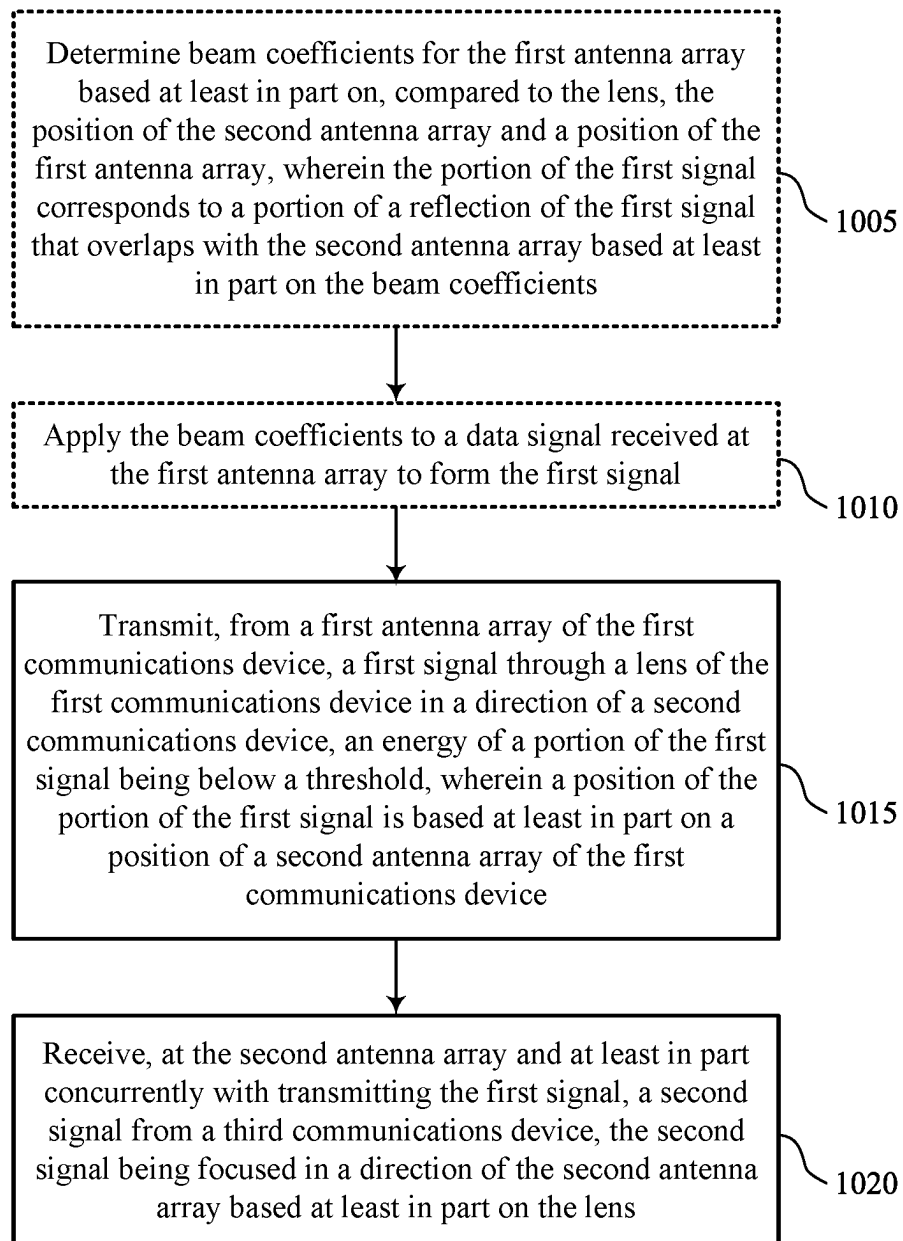 Determine beam coefficients for the first antenna array
based at least in part on, compared to the lens, the
position of the second antenna array and a position of the
first antenna array, wherein the portion of the first signal
corresponds to a portion of a reflection of the first signal
that overlaps with the second antenna array based at least
in part on the beam coefficients
1005
Apply the beam coefficients to a data signal received at
the first antenna array to form the first signal
1010
Transmit, from a first antenna array of the first
communications device, a first signal through a lens of the
first communications device in a direction of a second
communications device, an energy of a portion of the first
signal being below a threshold, wherein a position of the
portion of the first signal is based at least in part on a
position of a second antenna array of the first
communications device
1015
Receive, at the second antenna array and at least in part
concurrently with transmitting the first signal, a second
signal from a third communications device, the second
signal being focused in a direction of the second antenna
array based at least in part on the lens
1020